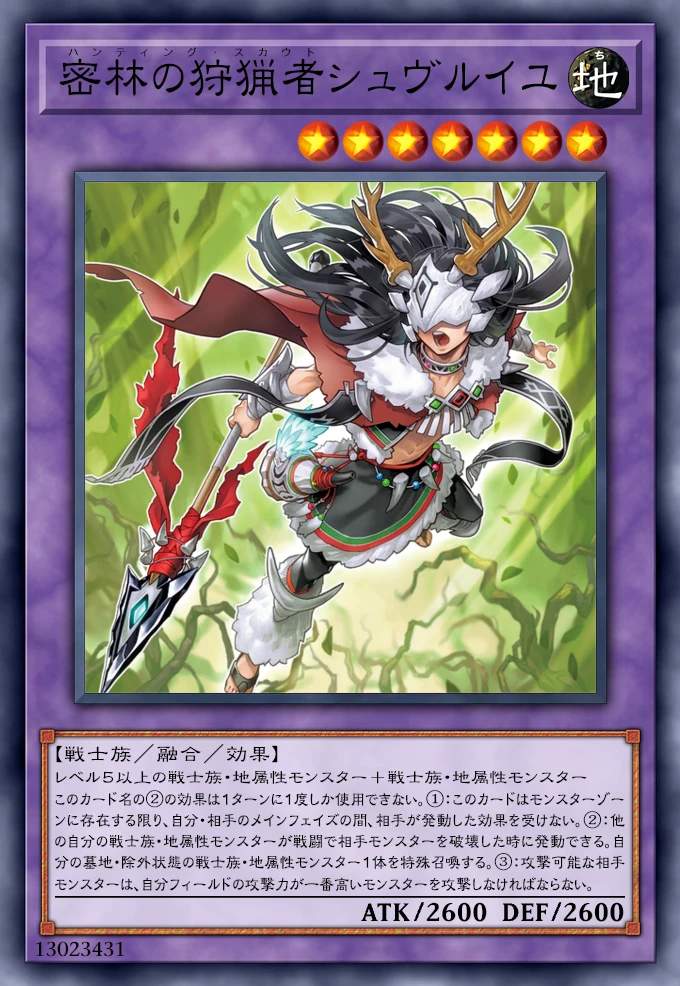 ハンティング・スカウト
密林の狩猟者シュヴルイユ
ち
地
【戦士族／融合／効果】
レベル５以上の戦士族・地属性モンスター＋戦士族・地属性モンスター
このカード名の②の効果は１ターンに１度しか使用できない。①：このカードはモンスターゾー
ンに存在する限り、自分・相手のメインフェイズの間、相手が発動した効果を受けない。②：他
の自分の戦士族・地属性モンスターが戦闘で相手モンスターを破壊した時に発動できる。自
分の墓地・除外状態の戦士族・地属性モンスター１体を特殊召喚する。③：攻撃可能な相手
モンスターは、自分フィールドの攻撃力が一番高いモンスターを攻撃しなければならない。
ATK/2600 DEF/2600
13023431